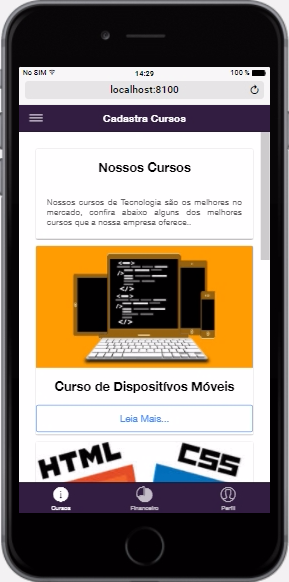 No SIM 14:29 100 %
localhost:8100
Cadastra Cursos
Nossos Cursos
Nossos cursos de Tecnologia são os melhores no
mercado, confira abaixo alguns dos melhores
cursos que a nossa empresa oferece..
Curso de Dispositívos Móveis
Leia Mais...
HTML CSS
Cursos Financeiro Perfil